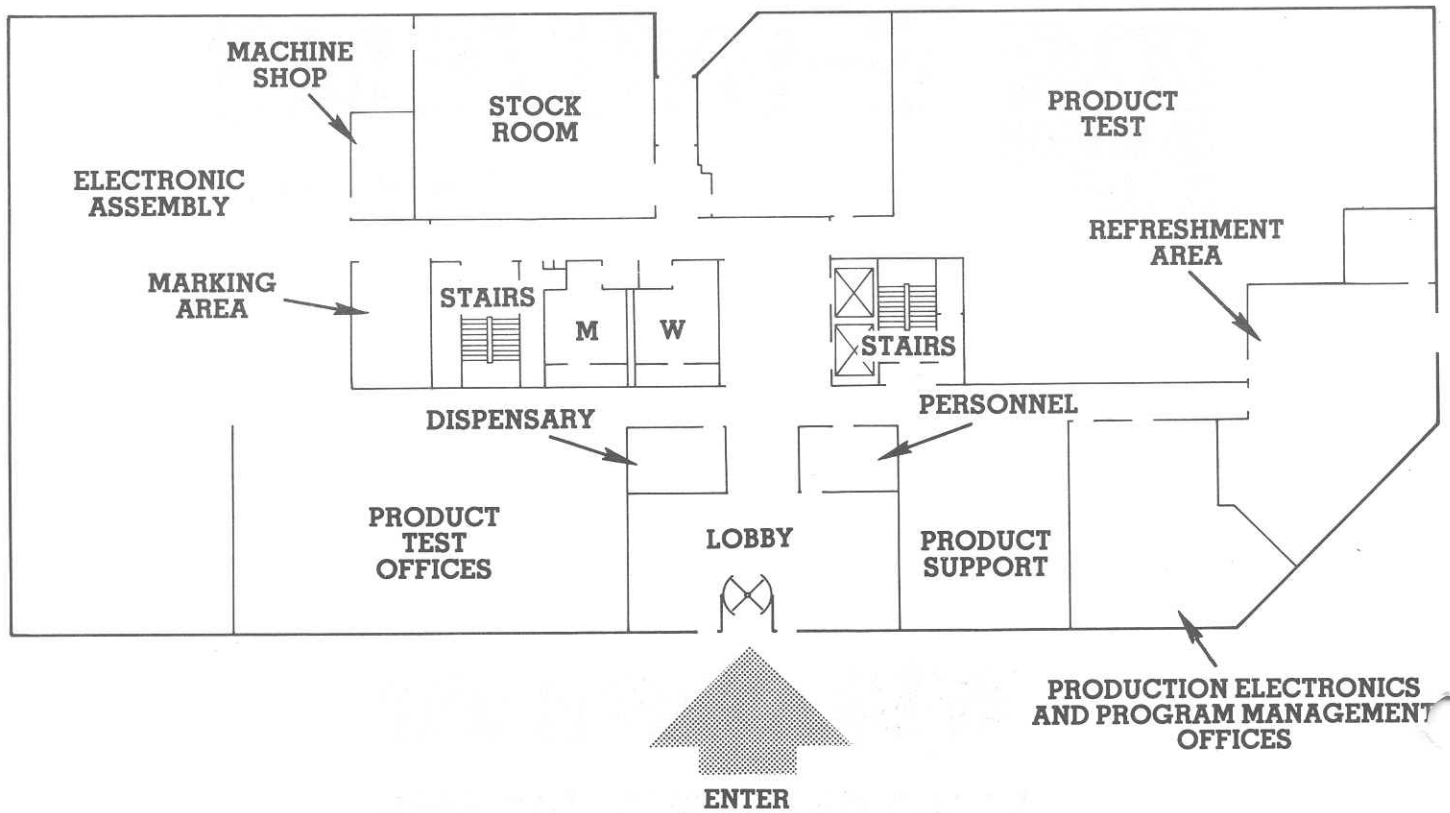 MACHINE
SHOP
STOCK
ROOM
PRODUCT
TEST
ELECTRONIC
ASSEMBLY
REFRESHMENT
AREA
MARKING
AREA
STAIRS
M
W
STAIRS
DISPENSARY
PERSONNEL
PRODUCT
TEST
OFFICES
LOBBY
PRODUCT
SUPPORT
PRODUCTION ELECTRONICS
AND PROGRAM MANAGEMENT
OFFICES
ENTER